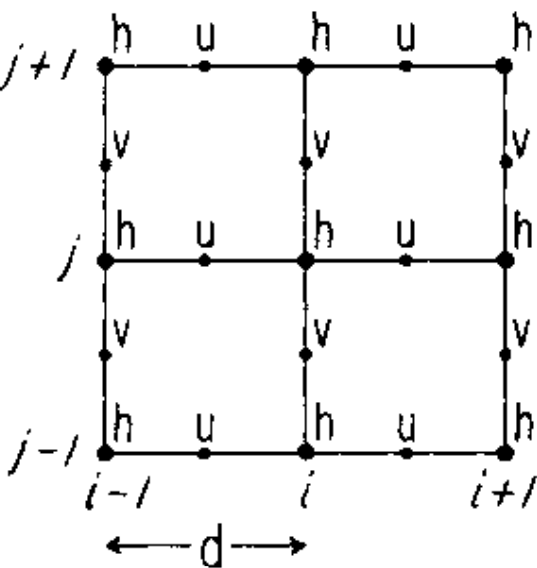 h u h u h
j+1
v v v
h u h u h
j
v v v
h u h u h
j-1
i-1 i i+1
d